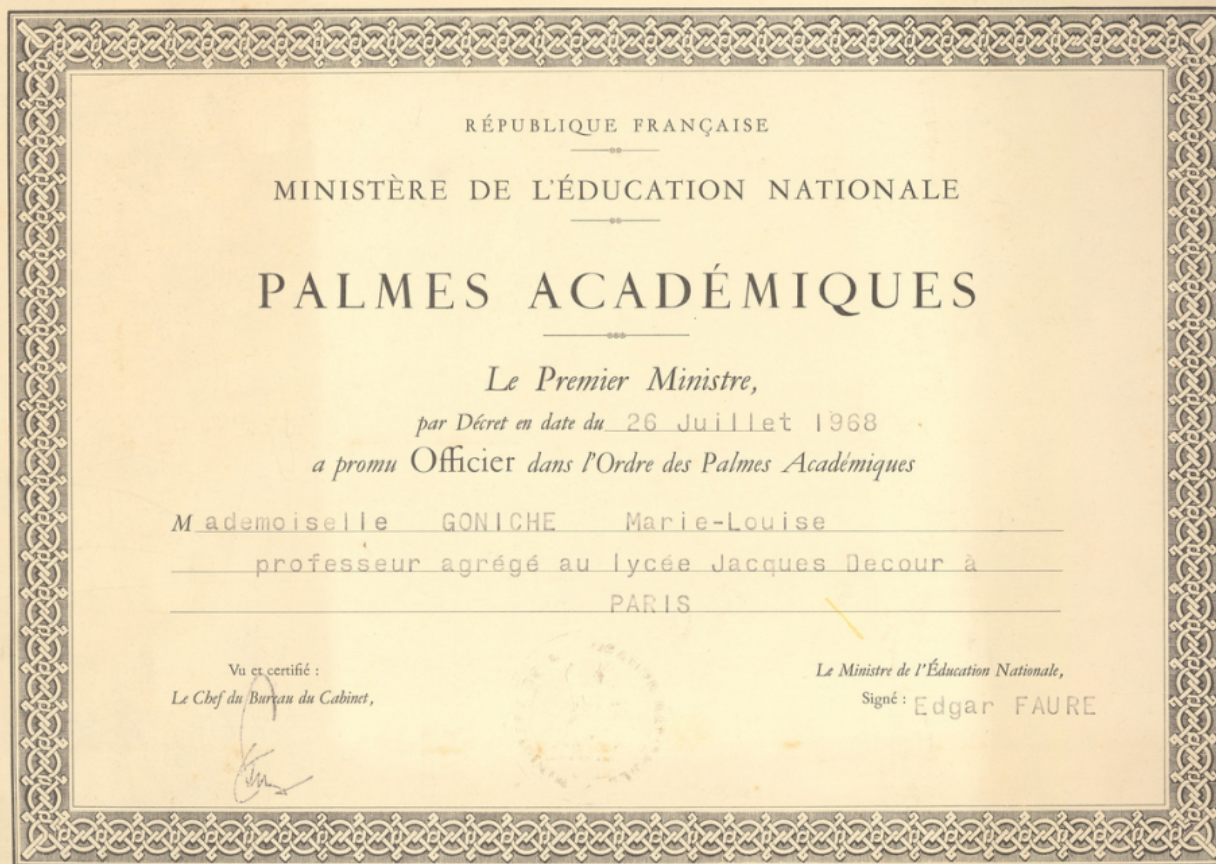 RÉPUBLIQUE FRANÇAISE
MINISTÈRE DE L'ÉDUCATION NATIONALE
PALMES ACADÉMIQUES
Le Premier Ministre,
par Décret en date du 26 Juillet 1968
a promu Officier dans l'Ordre des Palmes Académiques
Mademoiselle GONICHE Marie-Louise
professeur agrégé au lycée Jacques Decour à
PARIS
Vu et certifié :
Le Chef du Bureau du Cabinet,
Le Ministre de l'Éducation Nationale,
Signé : Edgar FAURE